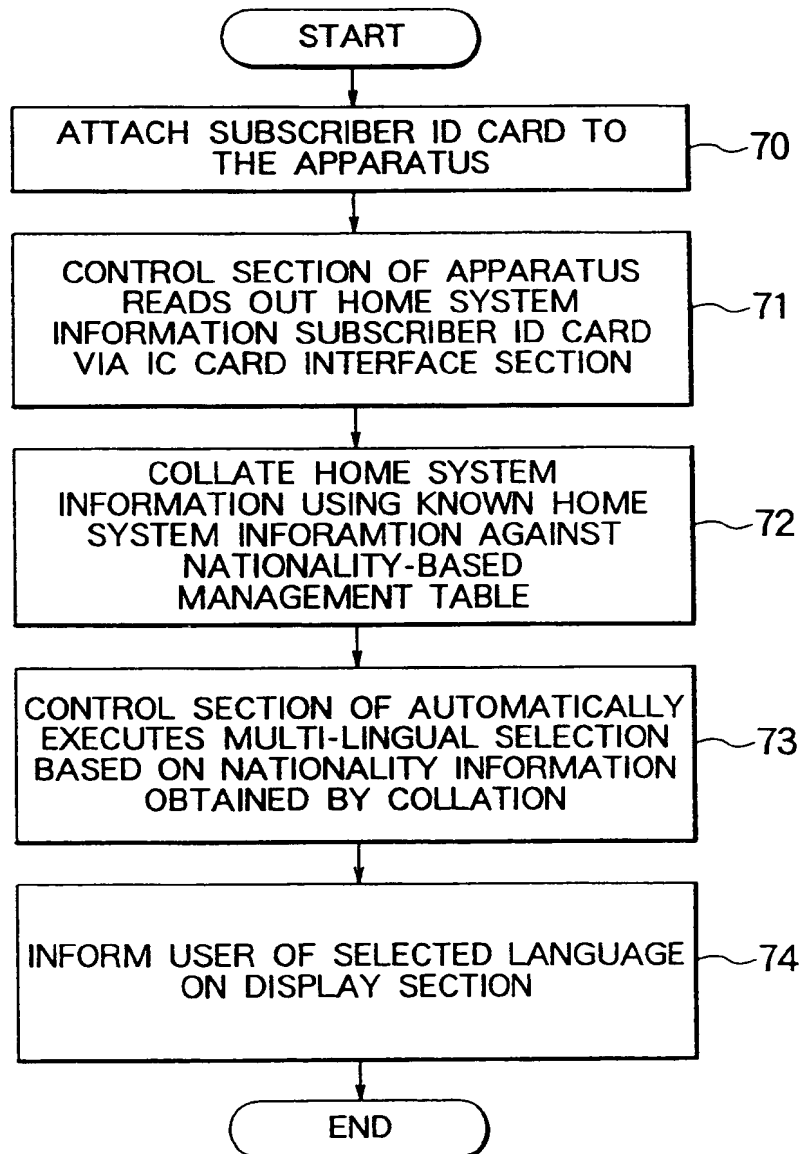 START
ATTACH SUBSCRIBER ID CARD TO
THE APPARATUS
70
CONTROL SECTION OF APPARATUS
READS OUT HOME SYSTEM
INFORMATION SUBSCRIBER ID CARD
VIA IC CARD INTERFACE SECTION
71
COLLATE HOME SYSTEM
INFORMATION USING KNOWN HOME
SYSTEM INFORAMTION AGAINST
NATIONALITY-BASED
MANAGEMENT TABLE
72
CONTROL SECTION OF AUTOMATICALLY
EXECUTES MULTI-LINGUAL SELECTION
BASED ON NATIONALITY INFORMATION
OBTAINED BY COLLATION
73
INFORM USER OF SELECTED LANGUAGE
ON DISPLAY SECTION
74
END